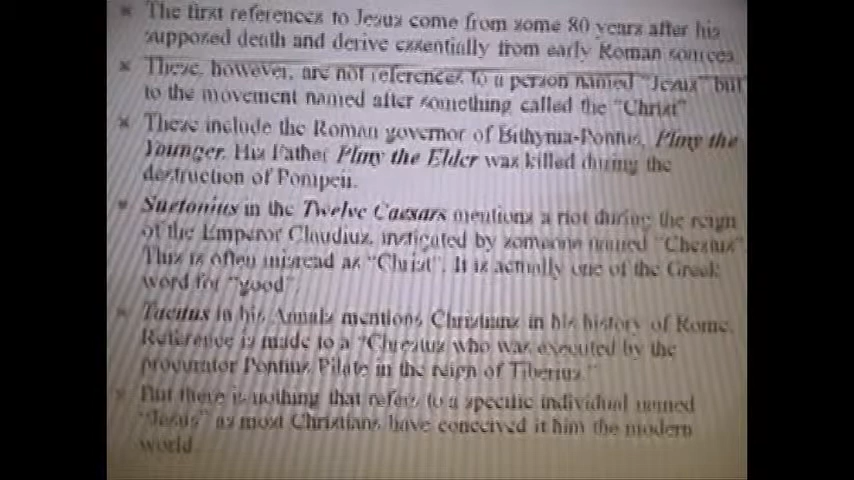 The first references to Jesus come from some 80 years after his
supposed death and derive essentially from early Roman sources.
These, however, are not references to a person named "Jesus" but
to the movement named after something called the "Christ"
These include the Roman governor of Bithynia-Pontus, Pliny the
Younger. His Father Pliny the Elder was killed during the
destruction of Pompeii.
Suetonius in the Twelve Caesars mentions a riot during the reign
of the Emperor Claudius, instigated by someone named
This is often misread as "Christ". It is actually one of the Greek
word for "good".
Tacitus in his Annals mentions Christians in his history of Rome.
Reference is made to a "Chrestus who was executed by the
procurator Pontius Pilate in the reign of Tiberius."
But there is nothing that refers to a specific individual named
"Jesus" as most Christians have conceived it him the modern
world.